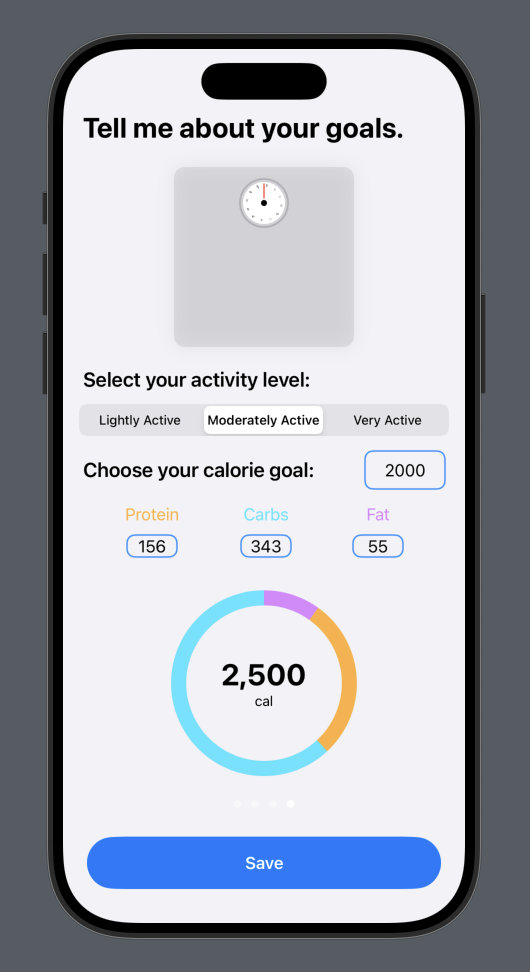 Tell me about your goals.
Select your activity level:
Lightly Active Moderately Active Very Active
Choose your calorie goal: 2000
Protein Carbs Fat
156 343 55
2,500
cal
Save